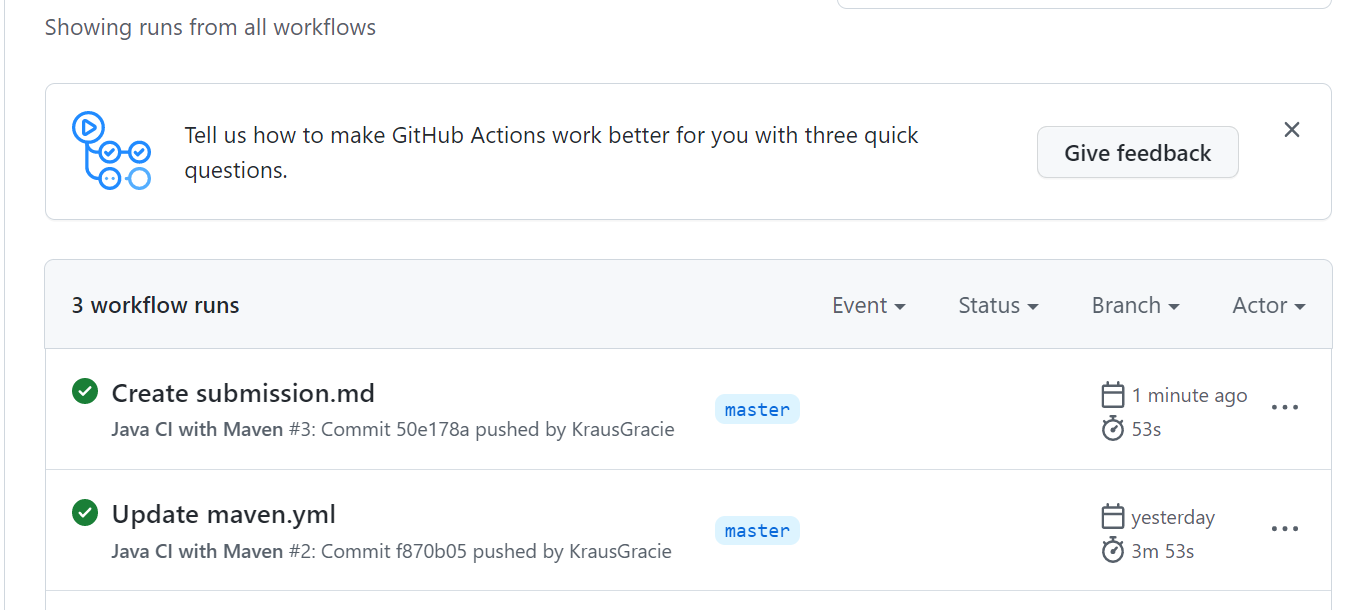 Showing runs from all workflows
Tell us how to make GitHub Actions work better for you with three quick
questions.
Give feedback
3 workflow runs
Event
Status
Branch
Actor
Create submission.md
Java CI with Maven #3: Commit 50e178a pushed by KrausGracie
master
1 minute ago
53s
Update maven.yml
Java CI with Maven #2: Commit f870b05 pushed by KrausGracie
master
yesterday
3m 53s